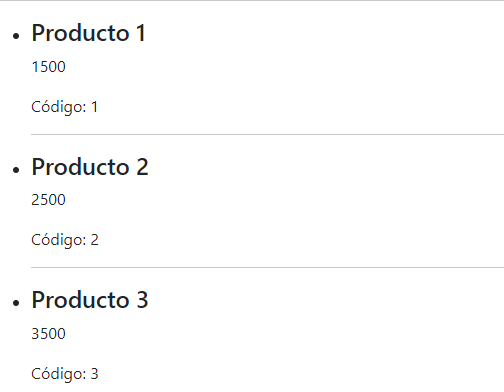 Producto 1
1500
Código: 1
Producto 2
2500
Código: 2
Producto 3
3500
Código: 3